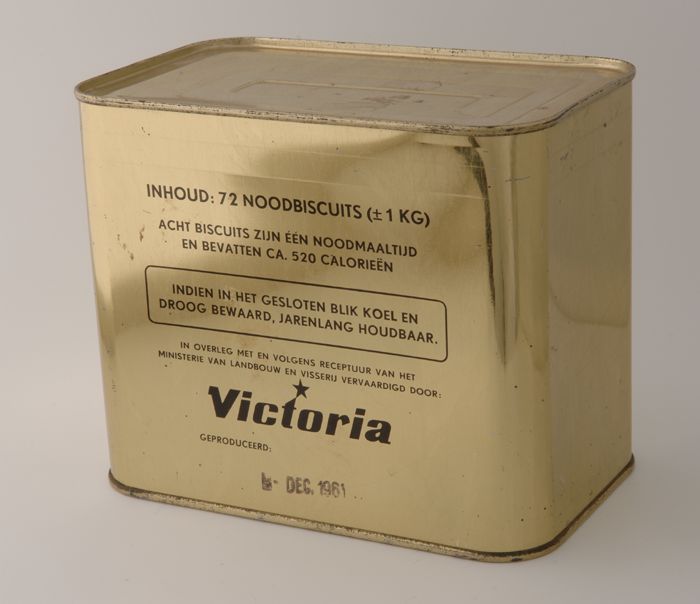 INHOUD: 72 NOODBISCUITS (± 1 KG)
ACHT BISCUITS ZIJN ÉÉN NOODMAALTIJD
EN BEVATTEN CA. 520 CALORIEËN
INDIEN IN HET GESLOTEN BLIK KOEL EN
DROOG BEWAARD, JARENLANG HOUDBAAR.
IN OVERLEG MET EN VOLGENS RECEPTUUR VAN HET
MINISTERIE VAN LANDBOUW EN VISSERIJ VERVAARDIGD DOOR:
Victoria
GEPRODUCEERD:
DEC. 1961